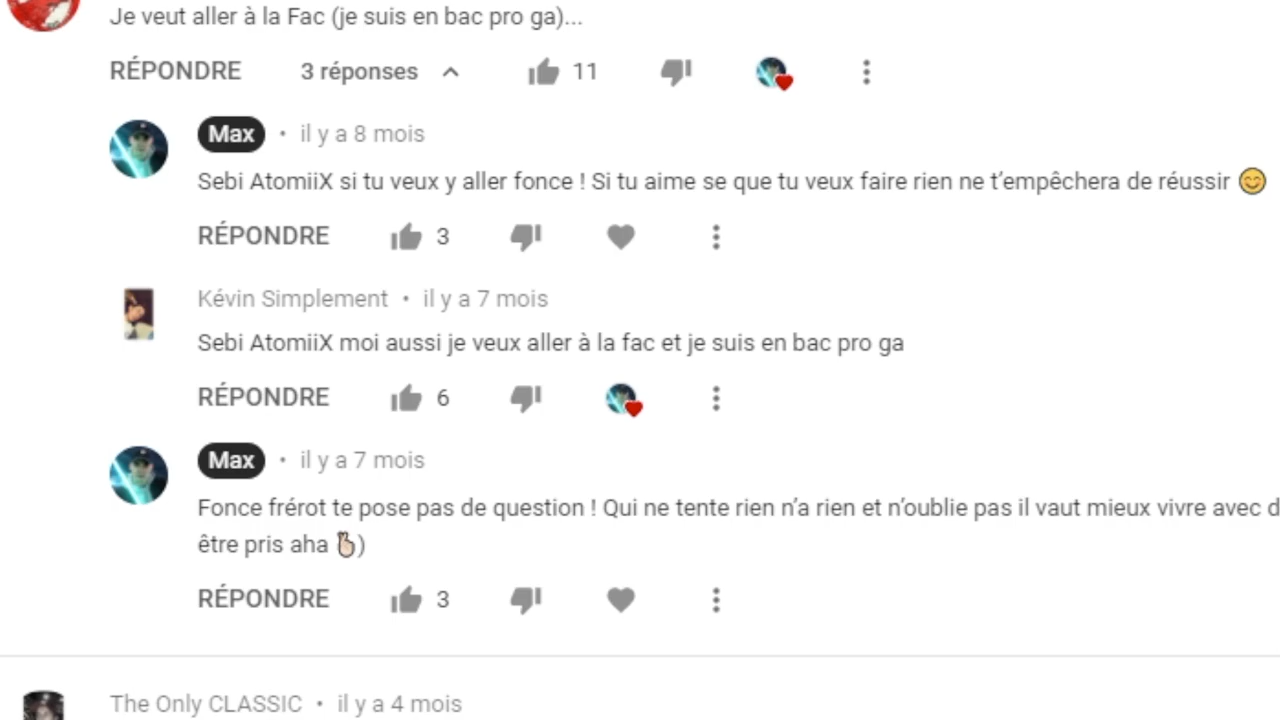 Je veut aller à la Fac (je suis en bac pro ga)...
RÉPONDRE 3 réponses 11
Max • il y a 8 mois
Sebi AtomiiX si tu veux y aller fonce ! Si tu aime se que tu veux faire rien ne t’empêchera de réussir 😊
RÉPONDRE 3
Kévin Simplement • il y a 7 mois
Sebi AtomiiX moi aussi je veux aller à la fac et je suis en bac pro ga
RÉPONDRE 6
Max • il y a 7 mois
Fonce frérot te pose pas de question ! Qui ne tente rien n’a rien et n’oublie pas il vaut mieux vivre avec d
être pris aha 🤞🏻)
RÉPONDRE 3
The Only CLASSIC • il y a 4 mois